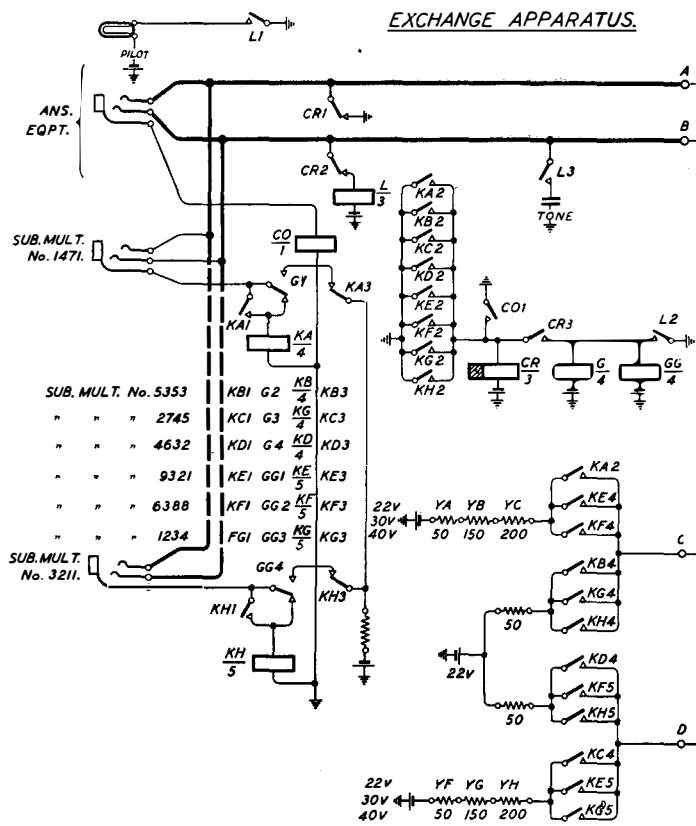 EXCHANGE APPARATUS.
L1
PILOT
A
ANS.
EQPT.
CR1
B
CR2
L
3
L3
TONE
KA2
KB2
KC2
KD2
KE2
KF2
KG2
KH2
CO
1
SUB. MULT.
No. 1471.
KA1
KA3
KA
4
CO1
CR3
L2
CR
3
G
4
GG
4
SUB. MULT. No. 5353 KB1 G2 KB/4 KB3
" " " 2745 KC1 G3 KG/4 KC3
" " " 4632 KD1 G4 KD/4 KD3
" " " 9321 KE1 GG1 KE/5 KE3
" " " 6388 KF1 GG2 KF/5 KF3
" " " 1234 FG1 GG3 KG/5 KG3
SUB. MULT.
No. 3211.
GG4
KH1
KH3
KH
5
22V
30V
40V
YA YB YC
50 150 200
KA2
KE4
KF4
C
KB4
KG4
KH4
50
22V
50
KD4
KF5
KH5
D
22V
30V
40V
YF YG YH
50 150 200
KC4
KE5